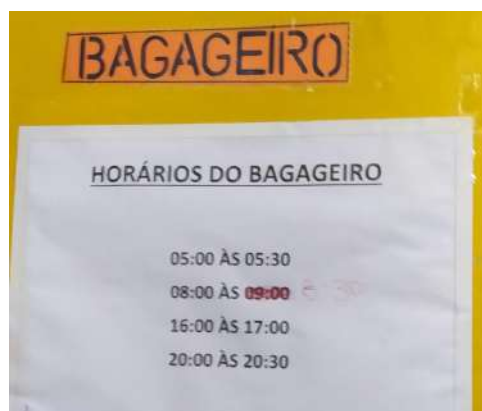 BAGAGEIRO
HORÁRIOS DO BAGAGEIRO
05:00 ÀS 05:30
08:00 ÀS 09:00
16:00 ÀS 17:00
20:00 ÀS 20:30